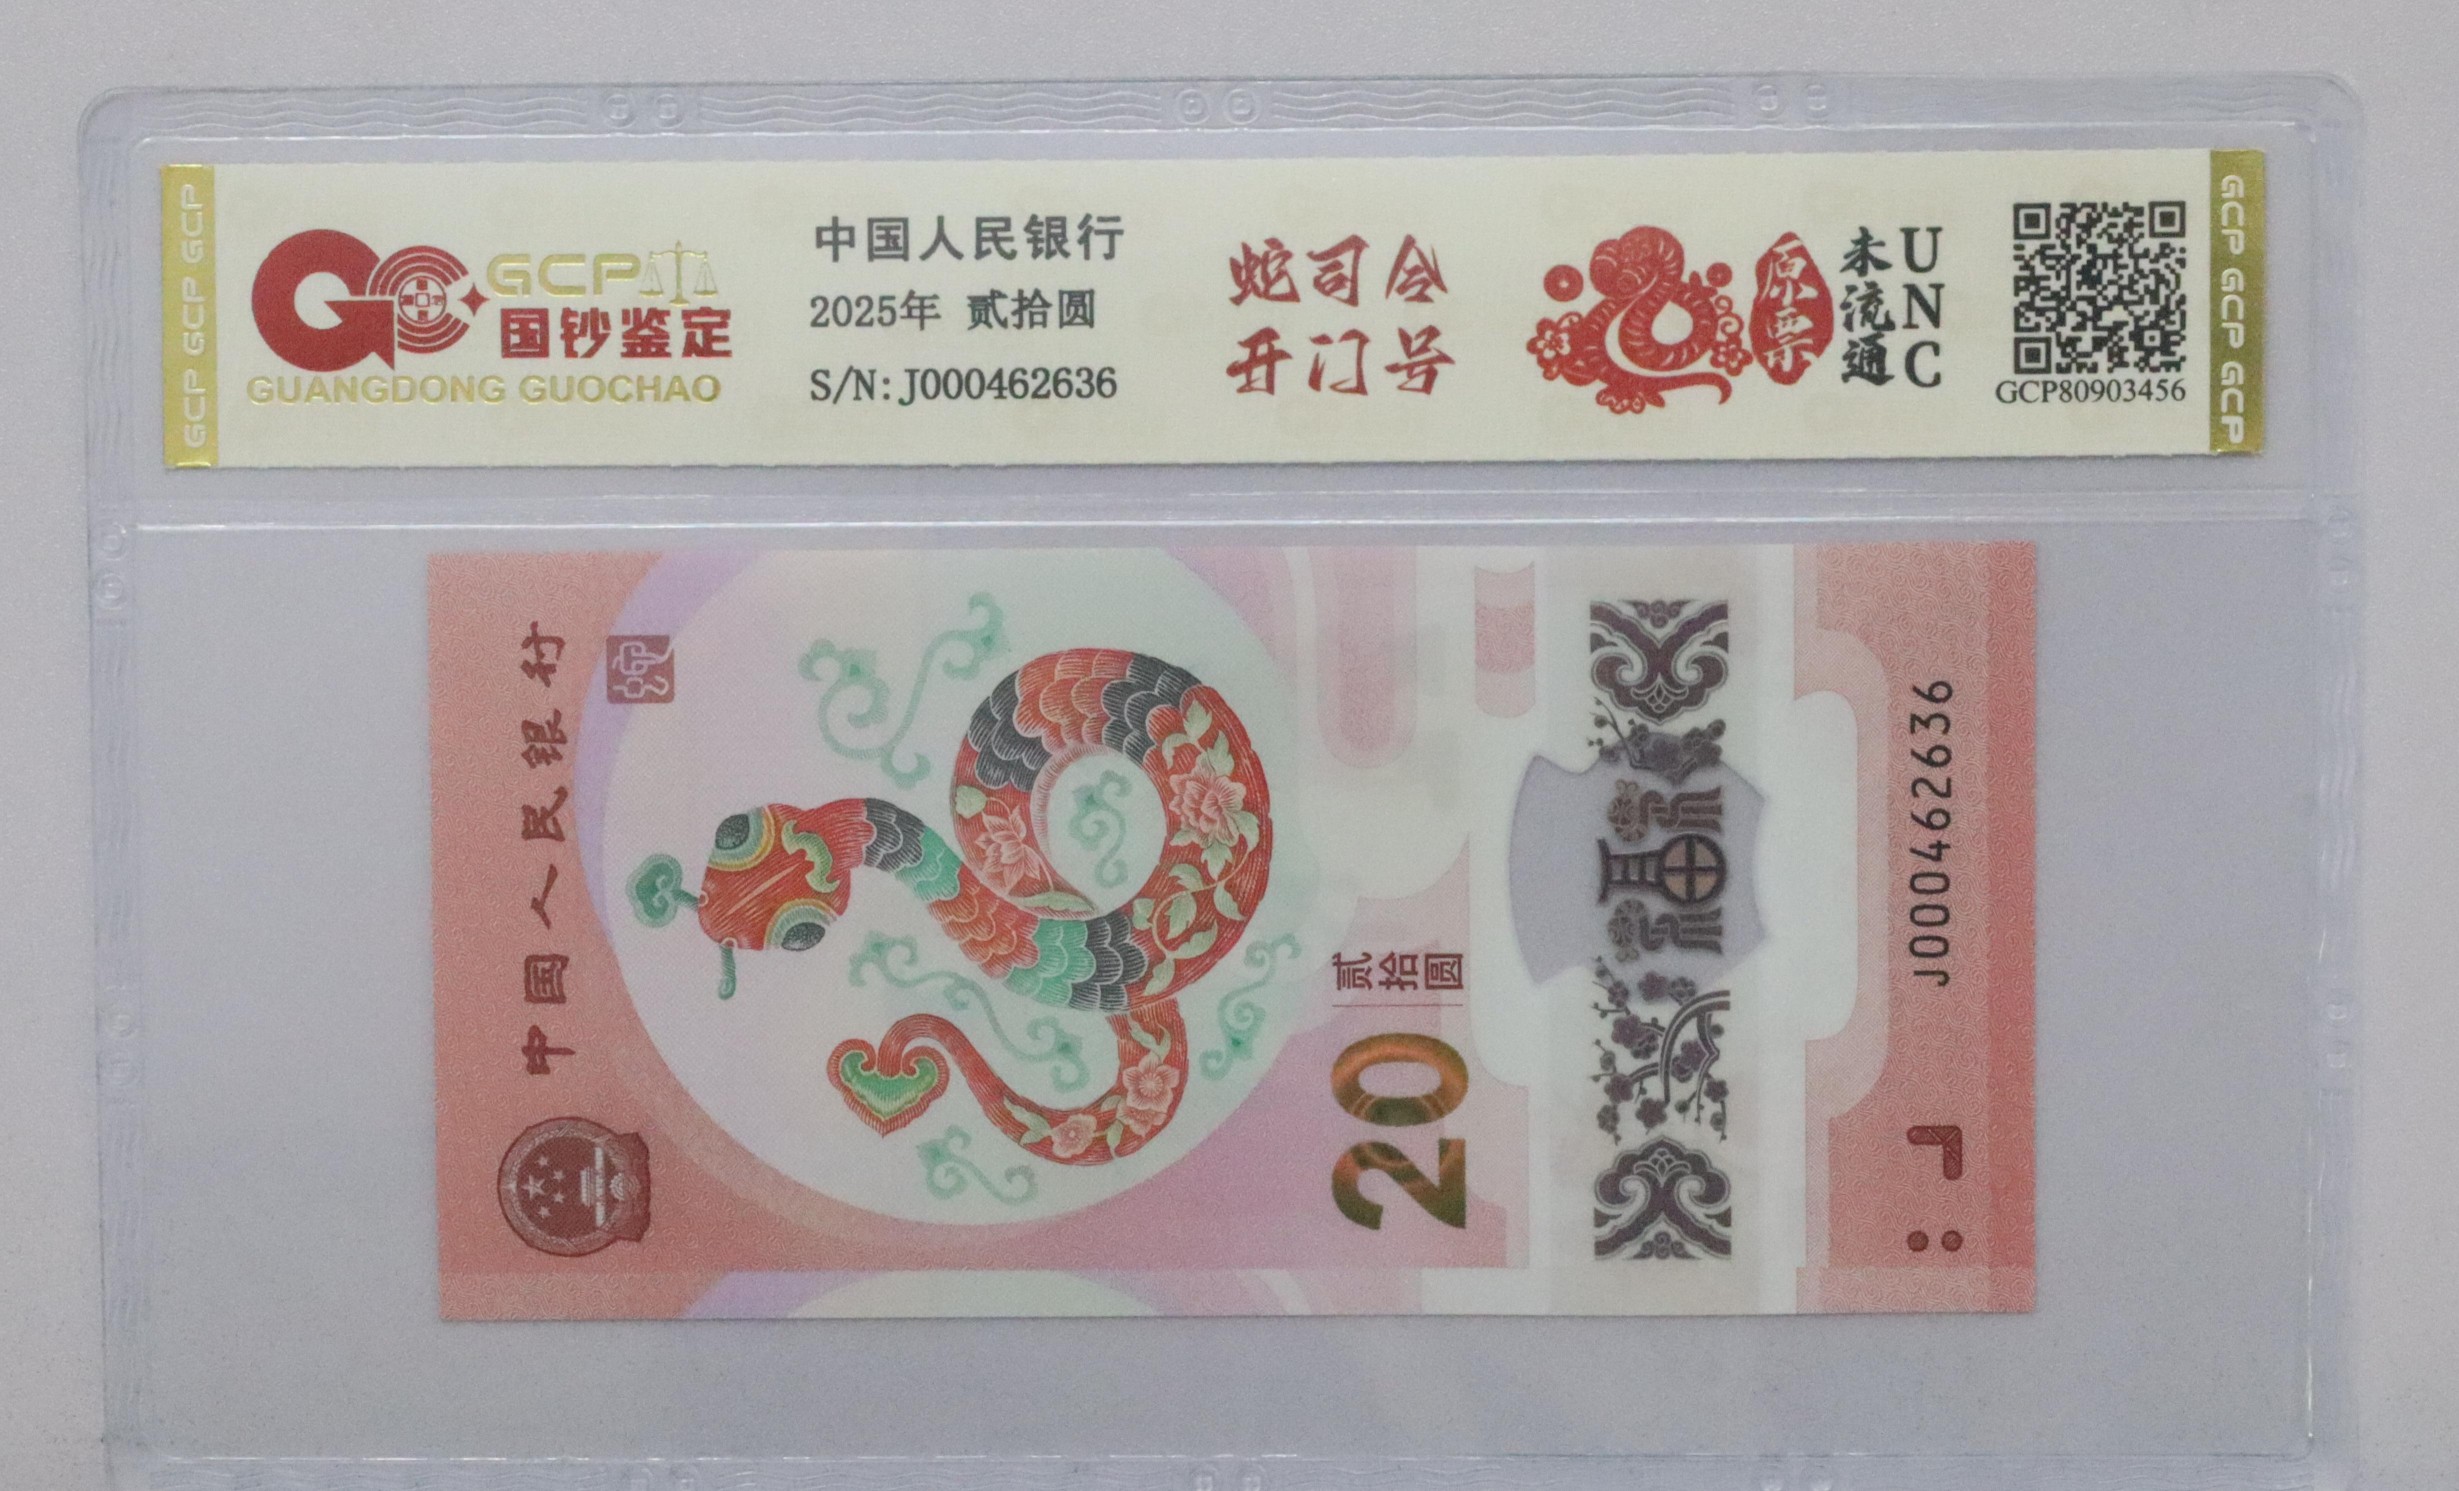 GCP GCP GCP
GCP
国钞鉴定
GUANGDONG GUOCHAO
中国人民银行
2025年 贰拾圆
S/N: J000462636
蛇司令
开门号
原票
未流通
UNC
GCP80903456
GCP GCP GCP
中国人民银行
蛇
20
贰拾圆
福
J000462636